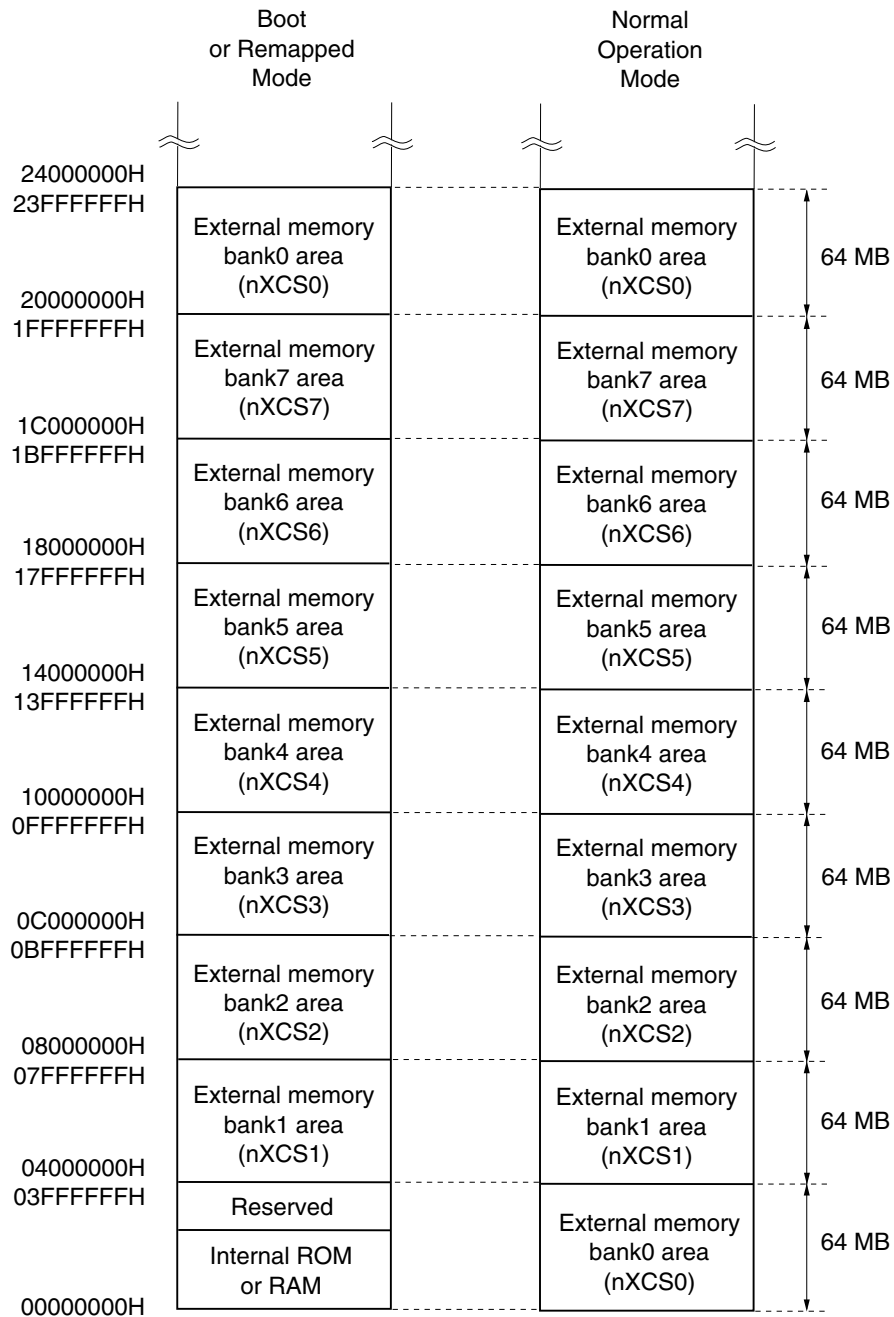 Boot
or Remapped
Mode
Normal
Operation
Mode
24000000H
23FFFFFFH
External memory
bank0 area
(nXCS0)
External memory
bank0 area
(nXCS0)
64 MB
20000000H
1FFFFFFFH
External memory
bank7 area
(nXCS7)
External memory
bank7 area
(nXCS7)
64 MB
1C000000H
1BFFFFFFH
External memory
bank6 area
(nXCS6)
External memory
bank6 area
(nXCS6)
64 MB
18000000H
17FFFFFFH
External memory
bank5 area
(nXCS5)
External memory
bank5 area
(nXCS5)
64 MB
14000000H
13FFFFFFH
External memory
bank4 area
(nXCS4)
External memory
bank4 area
(nXCS4)
64 MB
10000000H
0FFFFFFFH
External memory
bank3 area
(nXCS3)
External memory
bank3 area
(nXCS3)
64 MB
0C000000H
0BFFFFFFH
External memory
bank2 area
(nXCS2)
External memory
bank2 area
(nXCS2)
64 MB
08000000H
07FFFFFFH
External memory
bank1 area
(nXCS1)
External memory
bank1 area
(nXCS1)
64 MB
04000000H
03FFFFFFH
Reserved
Internal ROM
or RAM
External memory
bank0 area
(nXCS0)
64 MB
00000000H